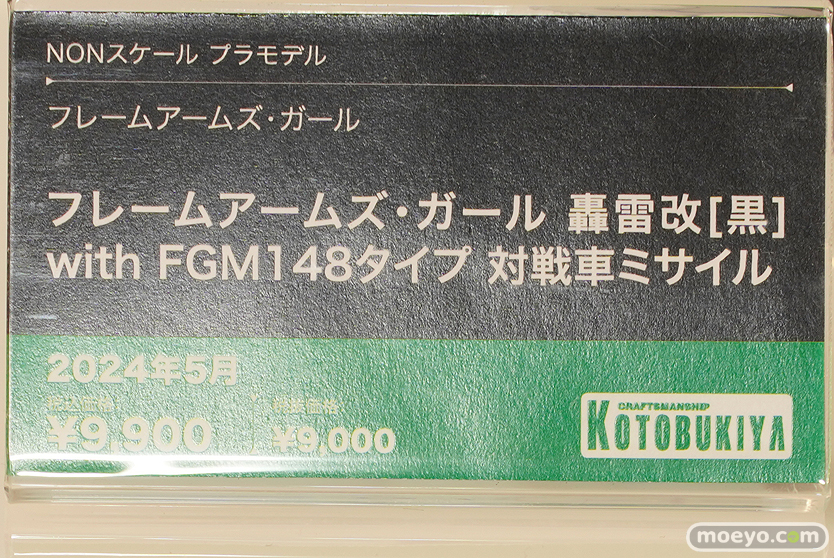 NONスケール プラモデル
フレームアームズ・ガール
フレームアームズ・ガール 轟雷改[黒]
with FGM148タイプ 対戦車ミサイル
2024年5月
税込価格 税抜価格
¥9,900 / ¥9,000
CRAFTSMANSHIP
KOTOBUKIYA
moeyo.com